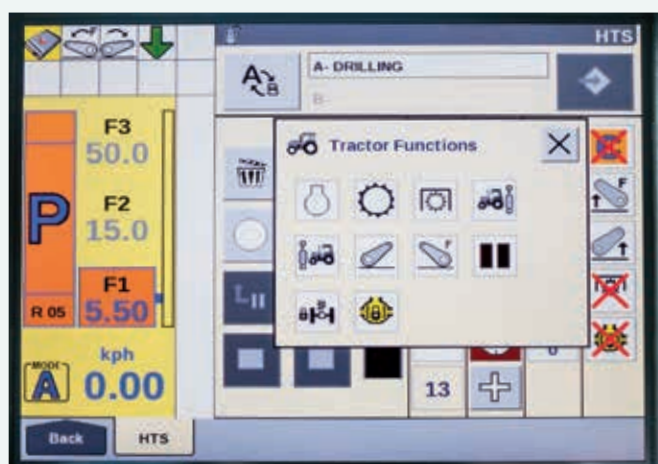 HTS
A
B
A- DRILLING
B-
F3
50.0
F2
15.0
F1
5.50
P
R 05
kph
0.00
MODE
A
Tractor Functions
F
F
F
L
13
Back
HTS